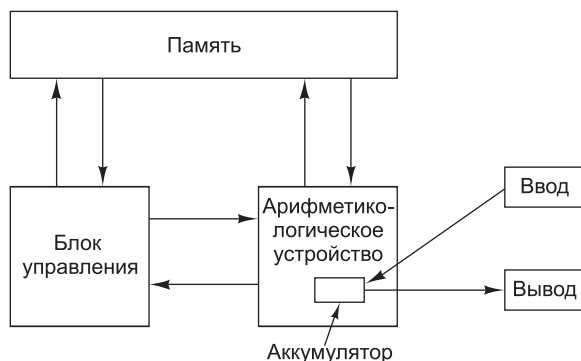 Память
Блок
управления
Арифметико-
логическое
устройство
Ввод
Вывод
Аккумулятор